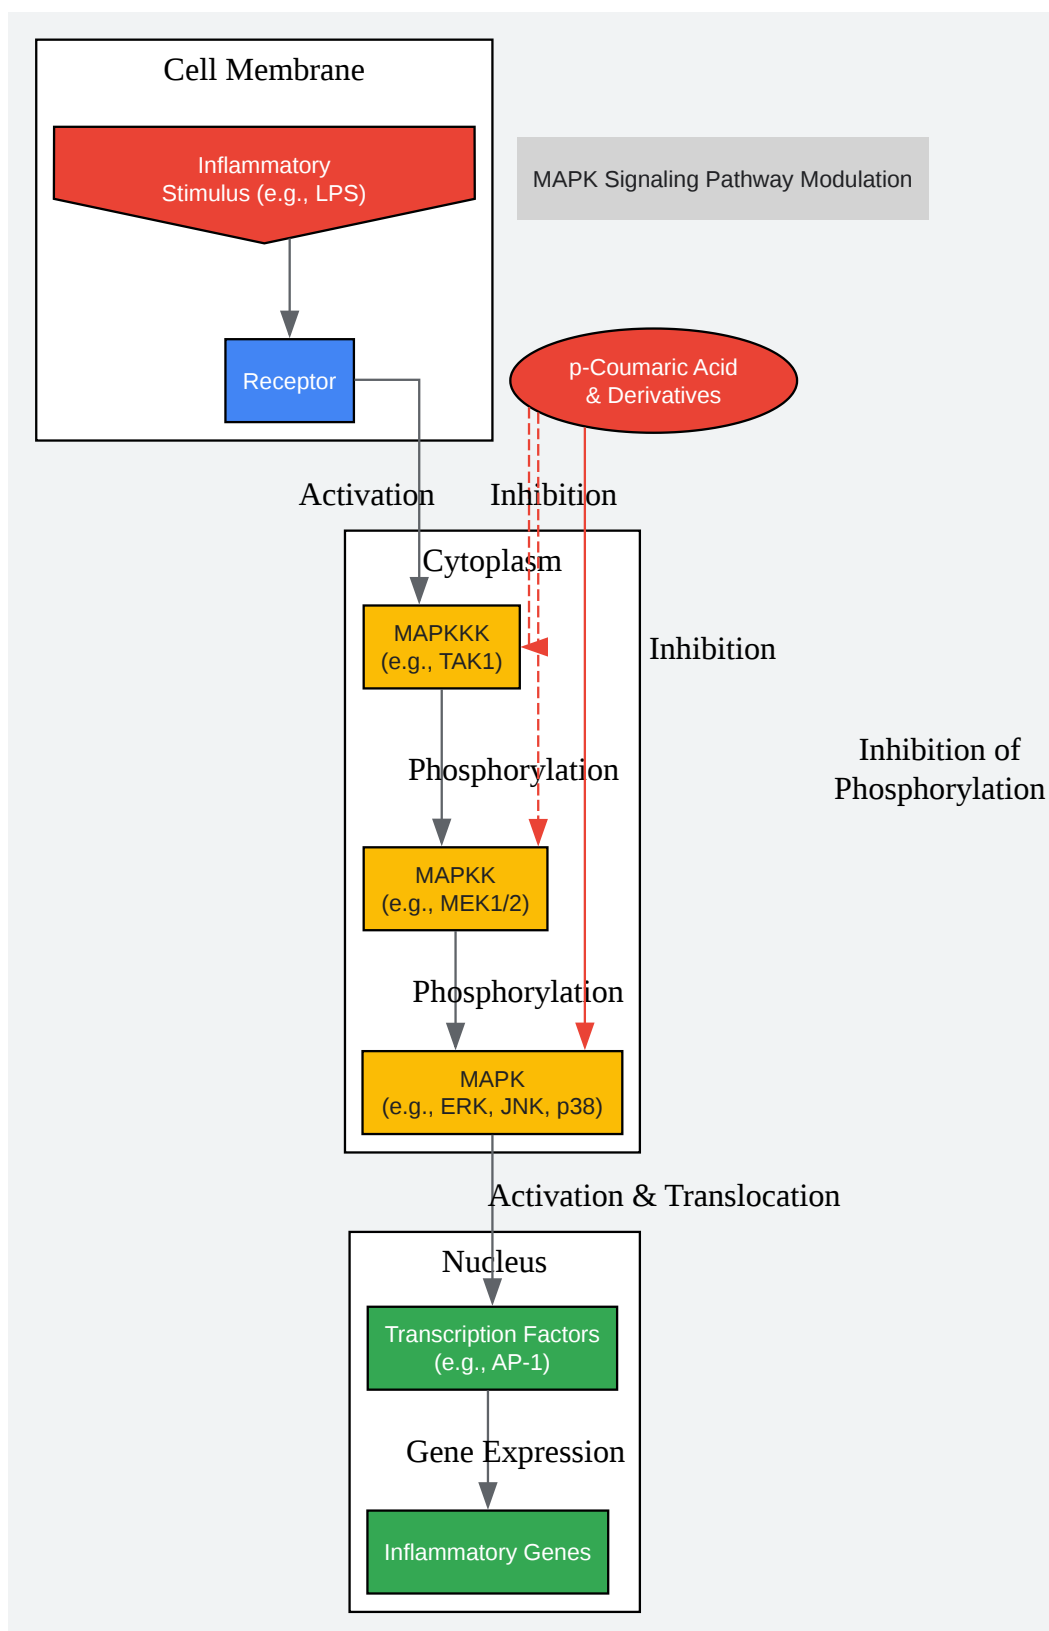 Cell Membrane
Inflammatory
Stimulus (e.g., LPS)
MAPK Signaling Pathway Modulation
Receptor
p-Coumaric Acid
& Derivatives
Activation
Inhibition
Cytoplasm
MAPKKK
(e.g., TAK1)
Inhibition
Phosphorylation
Inhibition of
Phosphorylation
MAPKK
(e.g., MEK1/2)
Phosphorylation
MAPK
(e.g., ERK, JNK, p38)
Activation & Translocation
Nucleus
Transcription Factors
(e.g., AP-1)
Gene Expression
Inflammatory Genes